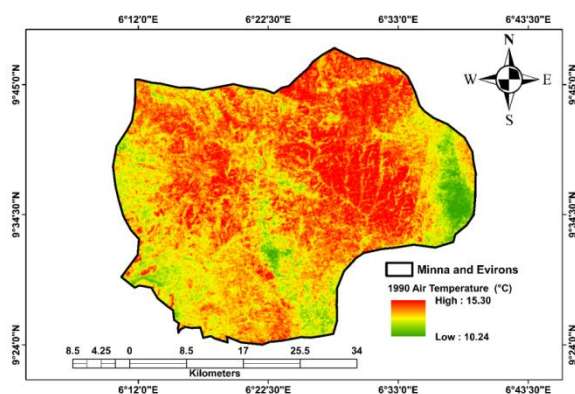 6°12'0"E 6°22'30"E 6°33'0"E 6°43'30"E
N
W E
S
9°45'0"N 9°45'0"N
9°34'30"N 9°34'30"N
9°24'0"N 9°24'0"N
Minna and Evirons
1990 Air Temperature (°C)
High : 15.30
Low : 10.24
8.5 4.25 0 8.5 17 25.5 34
Kilometers
6°12'0"E 6°22'30"E 6°33'0"E 6°43'30"E